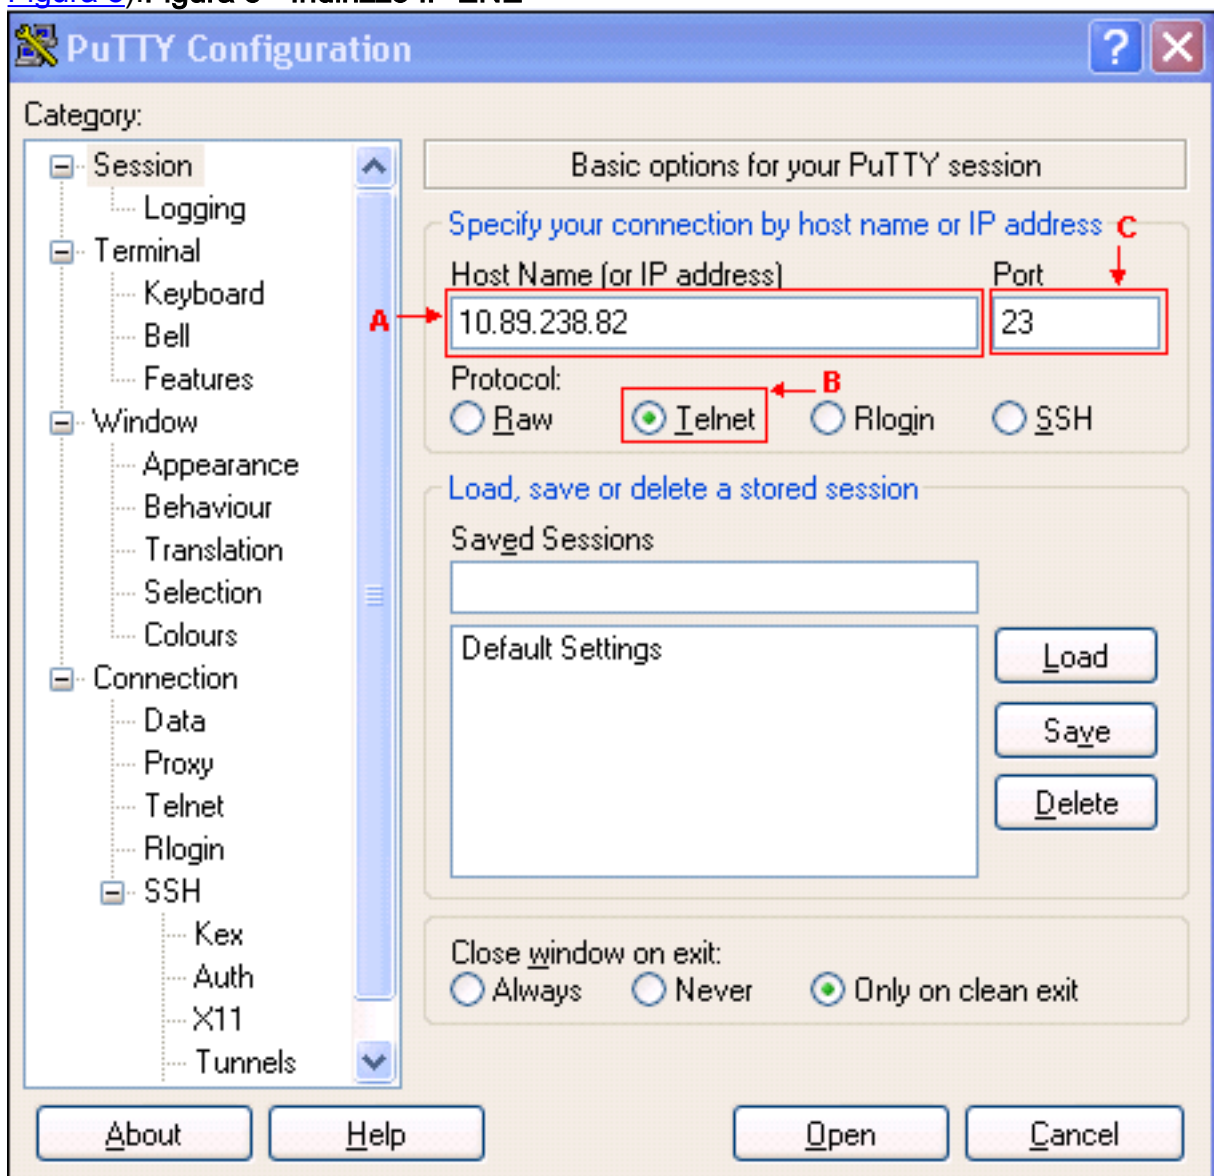 PuTTY Configuration
Category:
Session
Logging
Terminal
Keyboard
Bell
Features
Window
Appearance
Behaviour
Translation
Selection
Colours
Connection
Data
Proxy
Telnet
Rlogin
SSH
Kex
Auth
X11
Tunnels
Basic options for your PuTTY session
Specify your connection by host name or IP address
C
Host Name (or IP address)
Port
A
10.89.238.82
23
Protocol:
B
Raw
Telnet
Rlogin
SSH
Load, save or delete a stored session
Saved Sessions
Default Settings
Load
Save
Delete
Close window on exit:
Always
Never
Only on clean exit
About
Help
Open
Cancel